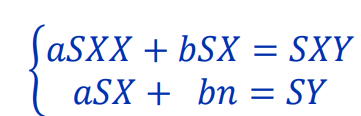 aSXX + bSX = SXY
aSX + bn = SY